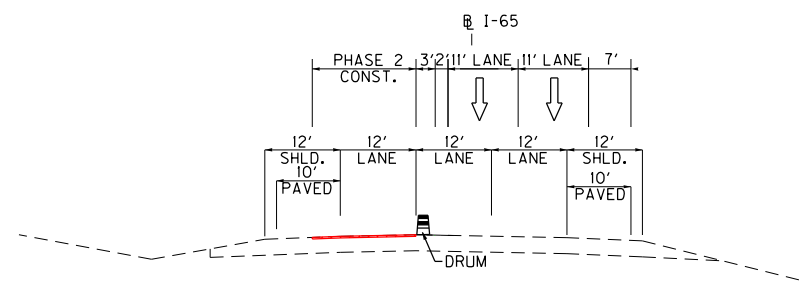 ℄ I-65
PHASE 2 CONST.
3' 2' 11' LANE 11' LANE 7'
12' SHLD.
12' LANE
12' LANE
12' LANE
12' SHLD.
10' PAVED
10' PAVED
DRUM